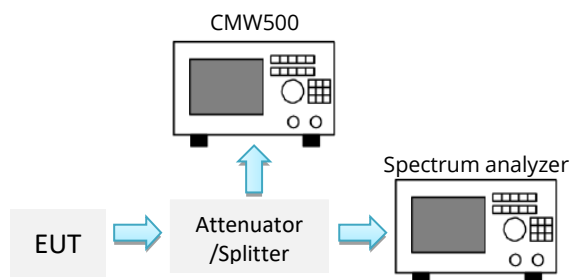 CMW500
Spectrum analyzer
EUT
Attenuator
/Splitter